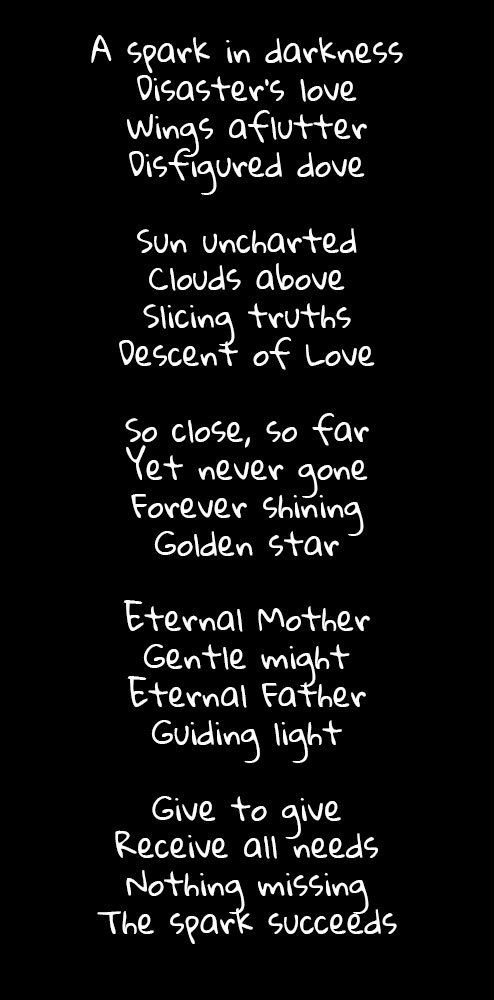 A spark in darkness
Disaster's love
Wings aflutter
Disfigured dove
Sun uncharted
Clouds above
Slicing truths
Descent of Love
So close, so far
Yet never gone
Forever shining
Golden star
Eternal Mother
Gentle might
Eternal Father
Guiding light
Give to give
Receive all needs
Nothing missing
The spark succeeds